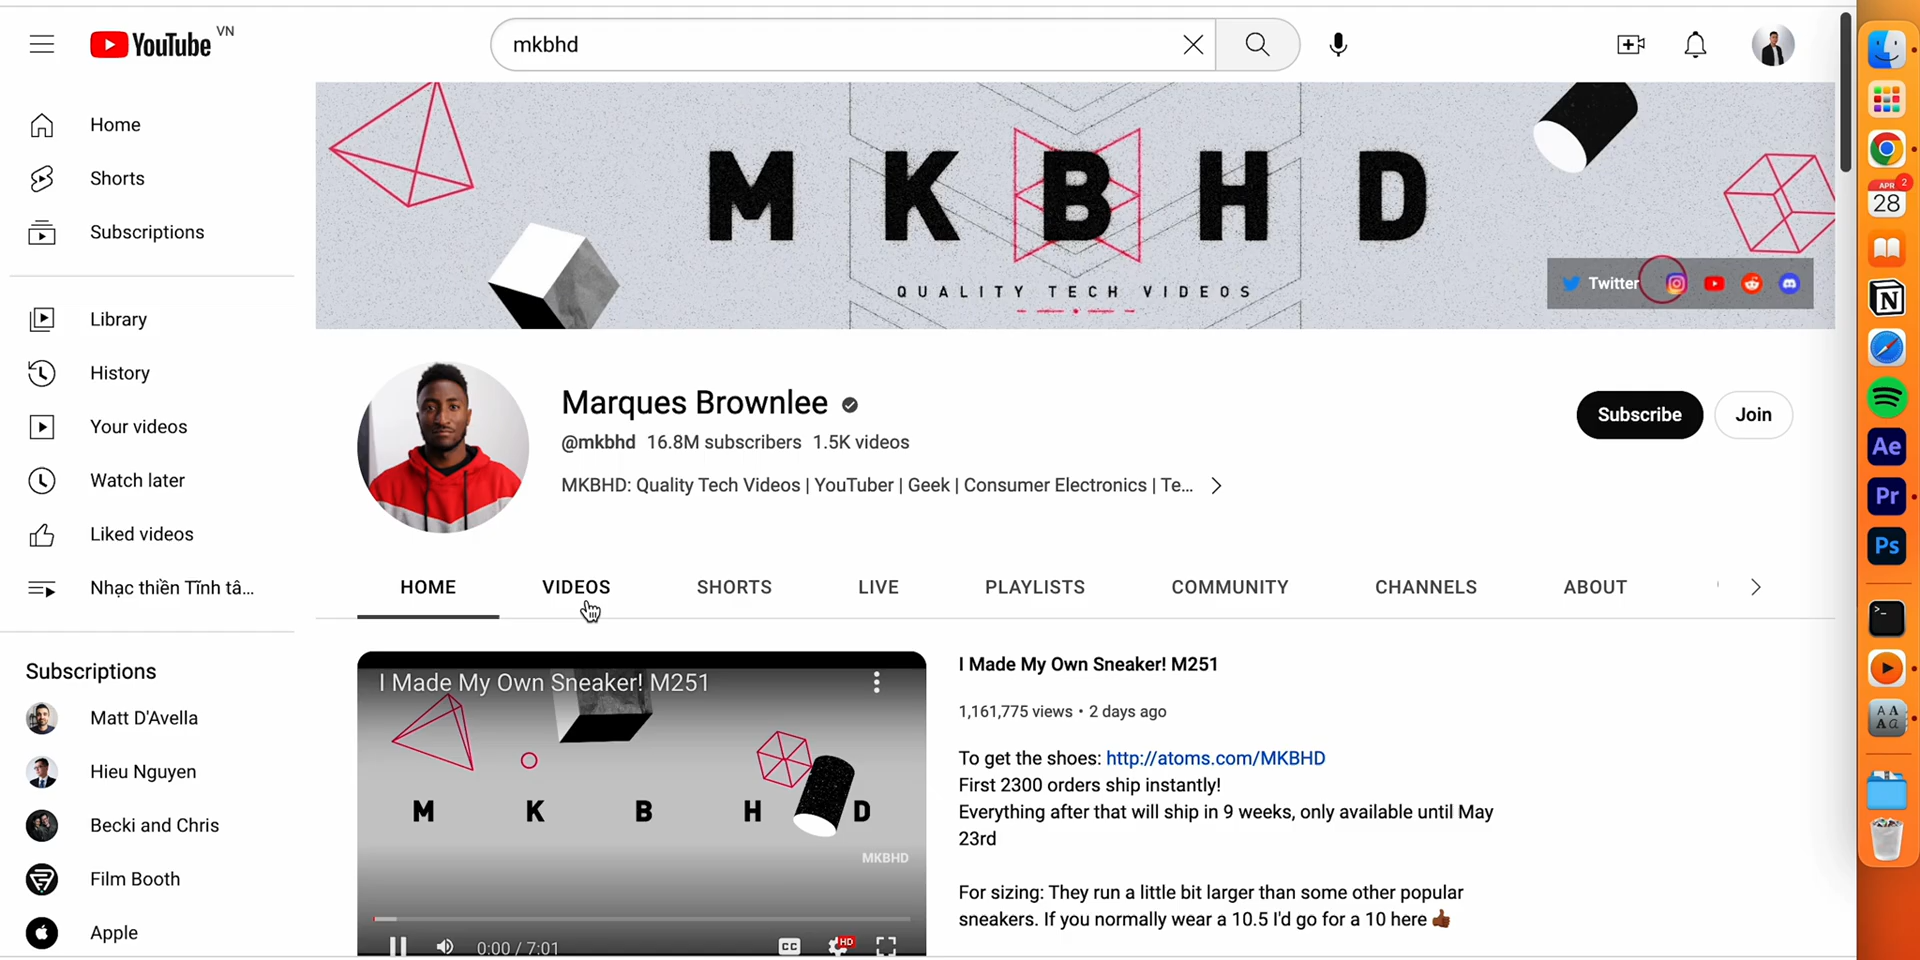 YouTube VN
mkbhd
Home
Shorts
Subscriptions
Library
History
Your videos
Watch later
Liked videos
Nhạc thiền Tĩnh tâ...
Subscriptions
Matt D'Avella
Hieu Nguyen
Becki and Chris
Film Booth
Apple
MKBHD
QUALITY TECH VIDEOS
Twitter
Marques Brownlee
@mkbhd 16.8M subscribers 1.5K videos
MKBHD: Quality Tech Videos | YouTuber | Geek | Consumer Electronics | Te...
Subscribe
Join
HOME VIDEOS SHORTS LIVE PLAYLISTS COMMUNITY CHANNELS ABOUT
I Made My Own Sneaker! M251
M K B H D
MKBHD
0:00 / 7:01
CC
HD
I Made My Own Sneaker! M251
1,161,775 views • 2 days ago
To get the shoes: http://atoms.com/MKBHD
First 2300 orders ship instantly!
Everything after that will ship in 9 weeks, only available until May
23rd
For sizing: They run a little bit larger than some other popular
sneakers. If you normally wear a 10.5 I'd go for a 10 here 👍🏾
APR 2
28
N
Ae
Pr
Ps
>_
A A
A a